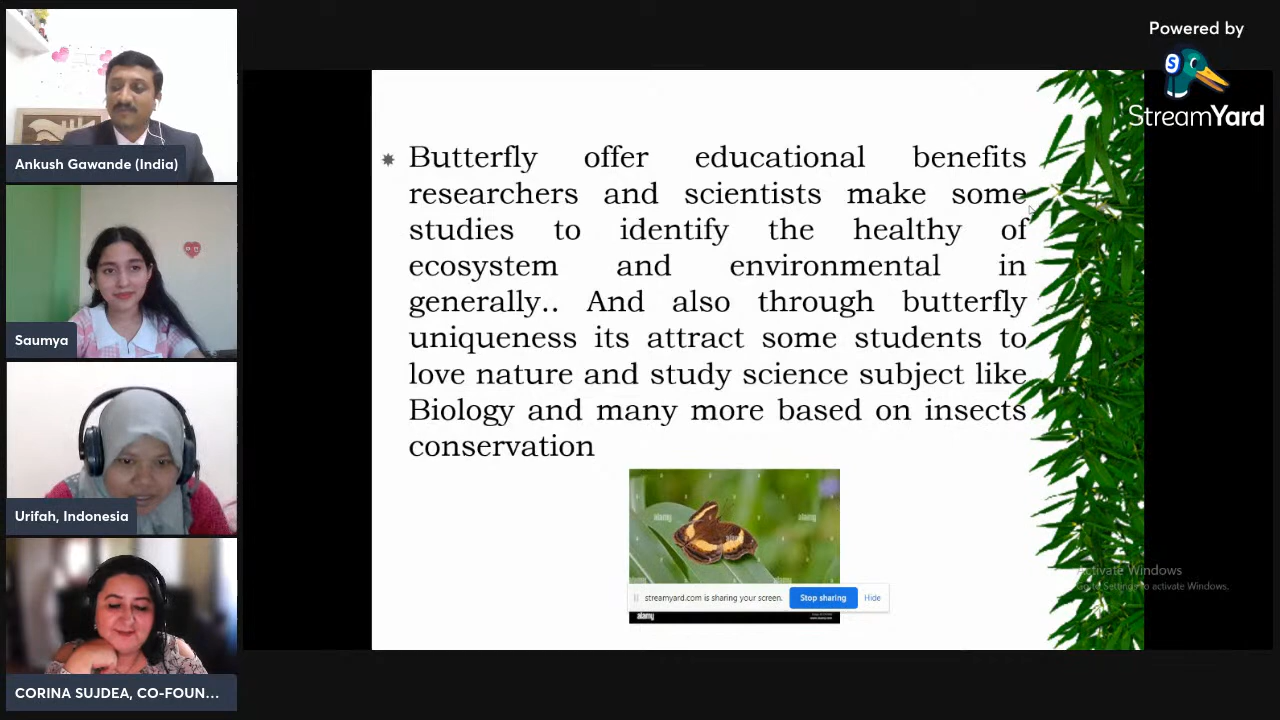 Powered by
StreamYard
Ankush Gawande (India)
Saumya
Urifah, Indonesia
CORINA SUJDEA, CO-FOUN...
Butterfly offer educational benefits
researchers and scientists make some
studies to identify the healthy of
ecosystem and environmental in
generally.. And also through butterfly
uniqueness its attract some students to
love nature and study science subject like
Biology and many more based on insects
conservation
alamy
alamy
streamyard.com is sharing your screen.
Stop sharing
Hide
alamy
Activate Windows
Go to Settings to activate Windows.